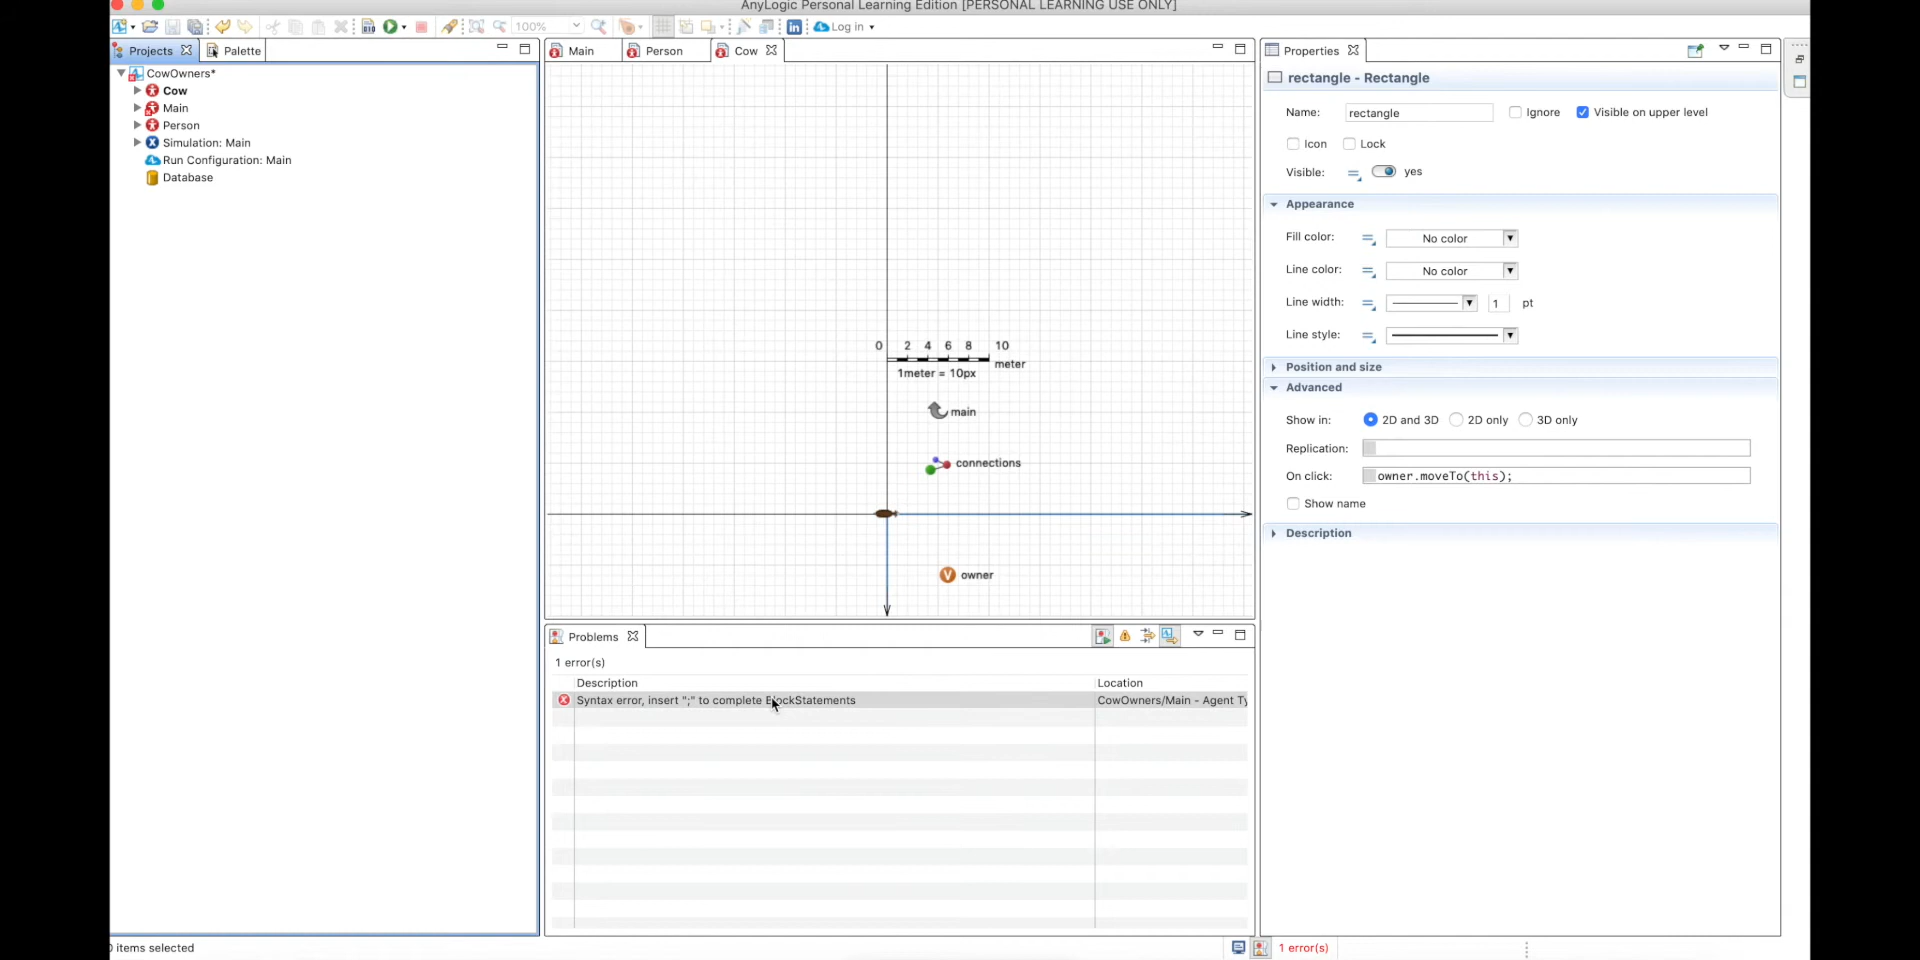 AnyLogic Personal Learning Edition [PERSONAL LEARNING USE ONLY]
100%
Log in
Projects
Palette
Main
Person
Cow
Properties
CowOwners*
Cow
Main
Person
Simulation: Main
Run Configuration: Main
Database
0 2 4 6 8 10
meter
1meter = 10px
main
connections
owner
rectangle - Rectangle
Name: rectangle Ignore Visible on upper level
Icon Lock
Visible: yes
Appearance
Fill color: No color
Line color: No color
Line width: 1 pt
Line style:
Position and size
Advanced
Show in: 2D and 3D 2D only 3D only
Replication:
On click: owner.moveTo(this);
Show name
Description
Problems
1 error(s)
Description Location
Syntax error, insert ";" to complete BlockStatements CowOwners/Main - Agent Ty
items selected
1 error(s)